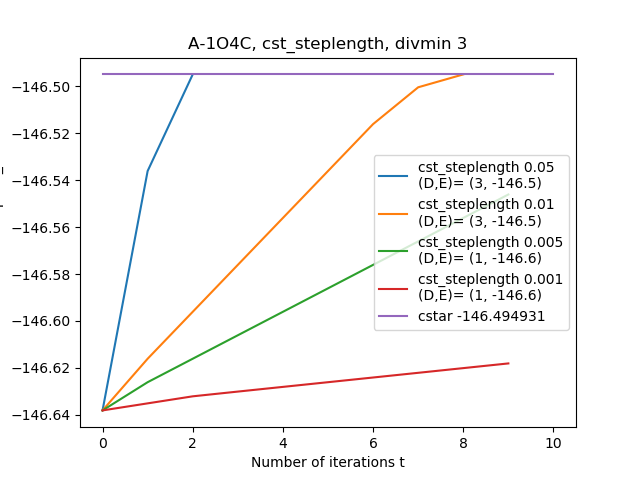 A-1O4C, cst_steplength, divmin 3
−146.50
−146.52
−146.54
−146.56
−146.58
−146.60
−146.62
−146.64
cst_steplength 0.05
(D,E)= (3, -146.5)
cst_steplength 0.01
(D,E)= (3, -146.5)
cst_steplength 0.005
(D,E)= (1, -146.6)
cst_steplength 0.001
(D,E)= (1, -146.6)
cstar -146.494931
0 2 4 6 8 10
Number of iterations t